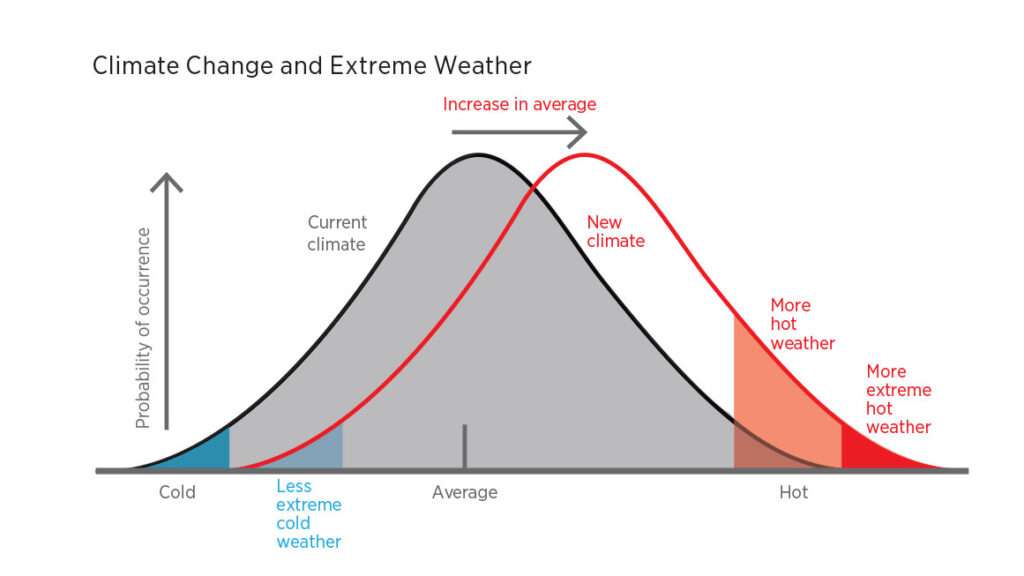 Climate Change and Extreme Weather
Increase in average
Probability of occurrence
Current
climate
New
climate
More
hot
weather
More
extreme
hot
weather
Cold
Less
extreme
cold
weather
Average
Hot